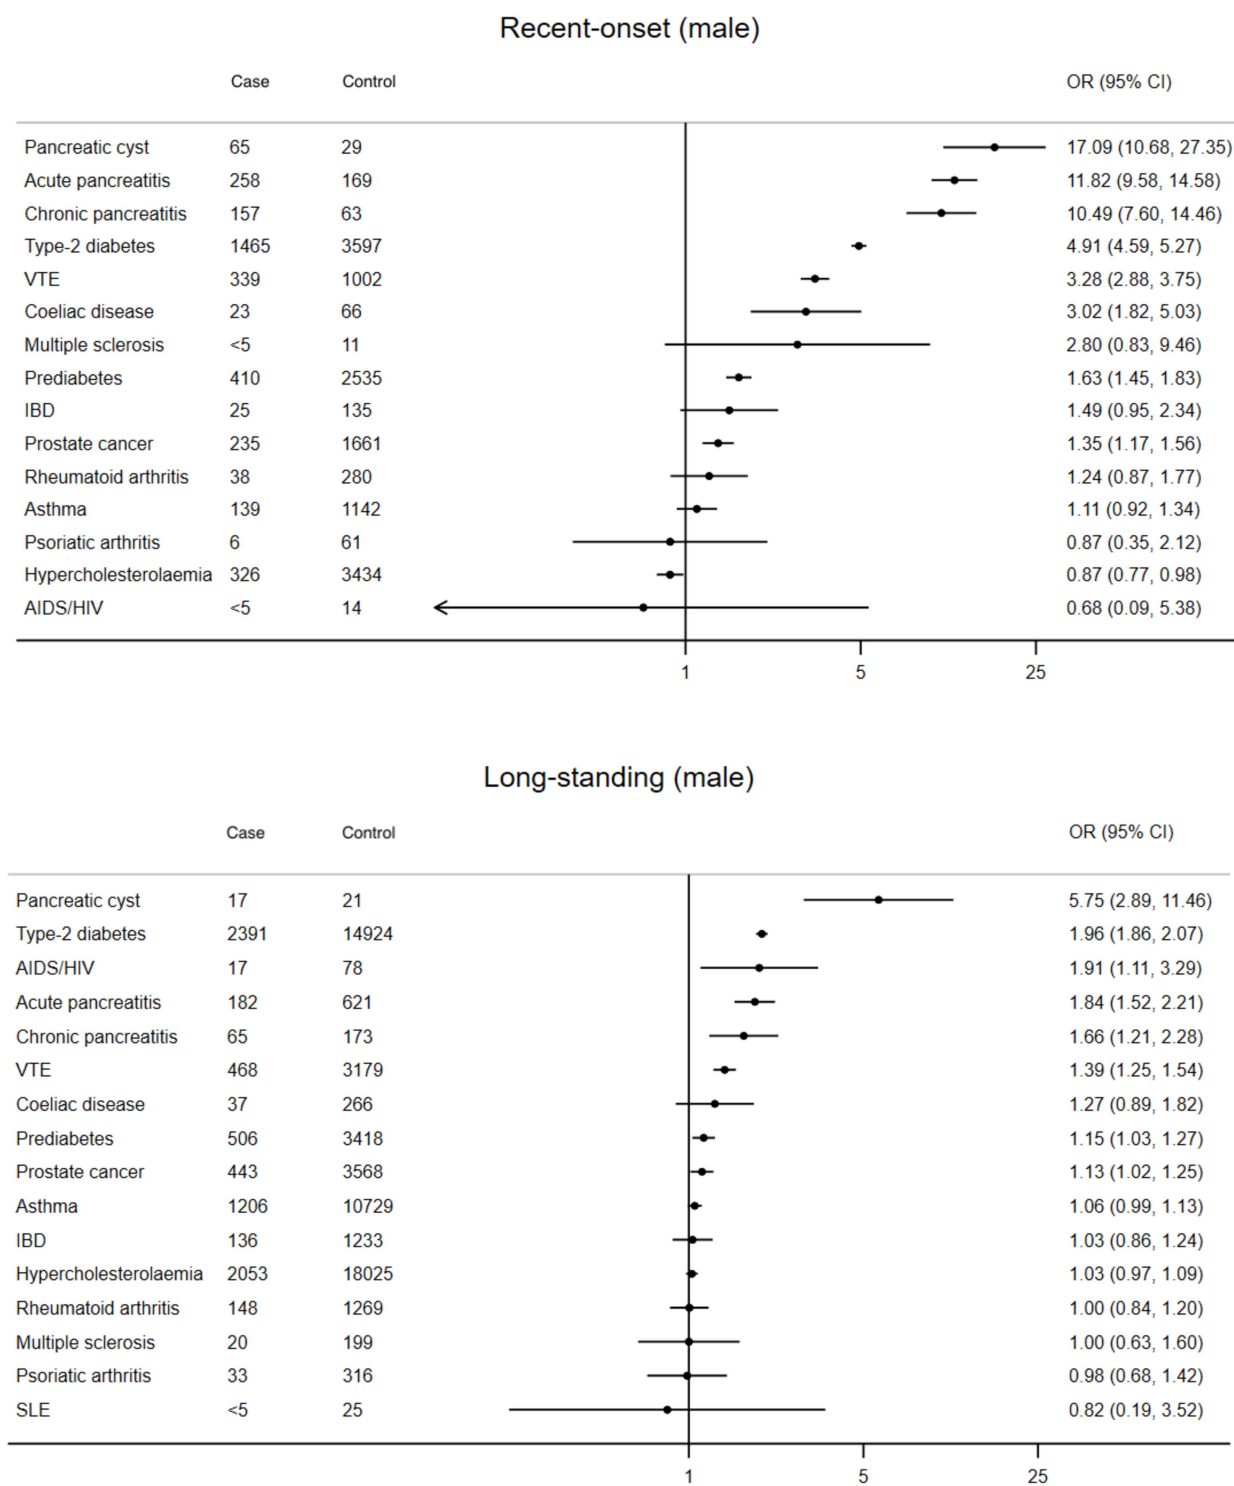 Recent-onset (male)
Case Control OR (95% CI)
Pancreatic cyst 65 29 17.09 (10.68, 27.35)
Acute pancreatitis 258 169 11.82 (9.58, 14.58)
Chronic pancreatitis 157 63 10.49 (7.60, 14.46)
Type-2 diabetes 1465 3597 4.91 (4.59, 5.27)
VTE 339 1002 3.28 (2.88, 3.75)
Coeliac disease 23 66 3.02 (1.82, 5.03)
Multiple sclerosis <5 11 2.80 (0.83, 9.46)
Prediabetes 410 2535 1.63 (1.45, 1.83)
IBD 25 135 1.49 (0.95, 2.34)
Prostate cancer 235 1661 1.35 (1.17, 1.56)
Rheumatoid arthritis 38 280 1.24 (0.87, 1.77)
Asthma 139 1142 1.11 (0.92, 1.34)
Psoriatic arthritis 6 61 0.87 (0.35, 2.12)
Hypercholesterolaemia 326 3434 0.87 (0.77, 0.98)
AIDS/HIV <5 14 0.68 (0.09, 5.38)
1 5 25
Long-standing (male)
Case Control OR (95% CI)
Pancreatic cyst 17 21 5.75 (2.89, 11.46)
Type-2 diabetes 2391 14924 1.96 (1.86, 2.07)
AIDS/HIV 17 78 1.91 (1.11, 3.29)
Acute pancreatitis 182 621 1.84 (1.52, 2.21)
Chronic pancreatitis 65 173 1.66 (1.21, 2.28)
VTE 468 3179 1.39 (1.25, 1.54)
Coeliac disease 37 266 1.27 (0.89, 1.82)
Prediabetes 506 3418 1.15 (1.03, 1.27)
Prostate cancer 443 3568 1.13 (1.02, 1.25)
Asthma 1206 10729 1.06 (0.99, 1.13)
IBD 136 1233 1.03 (0.86, 1.24)
Hypercholesterolaemia 2053 18025 1.03 (0.97, 1.09)
Rheumatoid arthritis 148 1269 1.00 (0.84, 1.20)
Multiple sclerosis 20 199 1.00 (0.63, 1.60)
Psoriatic arthritis 33 316 0.98 (0.68, 1.42)
SLE <5 25 0.82 (0.19, 3.52)
1 5 25